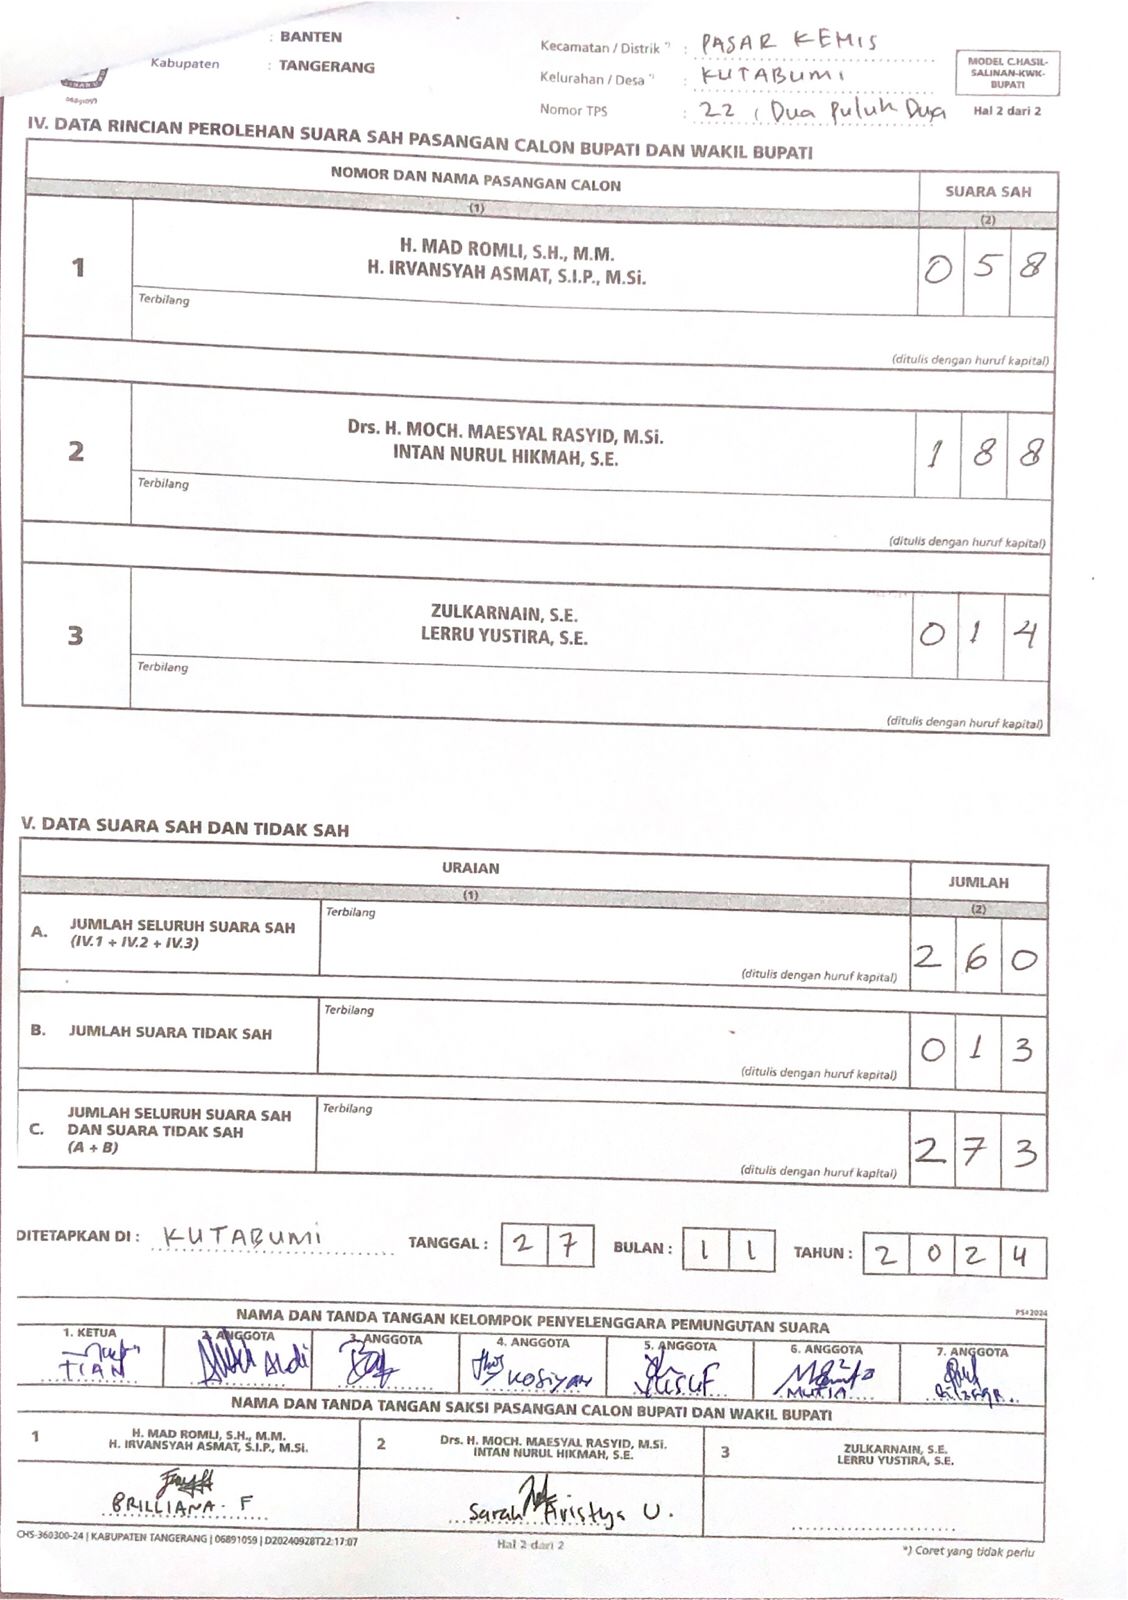 : BANTEN
Kabupaten : TANGERANG
Kecamatan / Distrik *) : PASAR KEMIS
Kelurahan / Desa *) : KUTABUMI
Nomor TPS : 22 , Dua Puluh Dua
MODEL C.HASIL-
SALINAN-KWK-
BUPATI
Hal 2 dari 2
06891059
IV. DATA RINCIAN PEROLEHAN SUARA SAH PASANGAN CALON BUPATI DAN WAKIL BUPATI
NOMOR DAN NAMA PASANGAN CALON SUARA SAH
(1) (2)
1 H. MAD ROMLI, S.H., M.M.
H. IRVANSYAH ASMAT, S.I.P., M.Si. 0 5 8
Terbilang
(ditulis dengan huruf kapital)
2 Drs. H. MOCH. MAESYAL RASYID, M.Si.
INTAN NURUL HIKMAH, S.E. 1 8 8
Terbilang
(ditulis dengan huruf kapital)
3 ZULKARNAIN, S.E.
LERRU YUSTIRA, S.E. 0 1 4
Terbilang
(ditulis dengan huruf kapital)
V. DATA SUARA SAH DAN TIDAK SAH
URAIAN JUMLAH
(1) (2)
A. JUMLAH SELURUH SUARA SAH
(IV.1 + IV.2 + IV.3) Terbilang 2 6 0
(ditulis dengan huruf kapital)
B. JUMLAH SUARA TIDAK SAH Terbilang 0 1 3
(ditulis dengan huruf kapital)
C. JUMLAH SELURUH SUARA SAH
DAN SUARA TIDAK SAH
(A + B) Terbilang 2 7 3
(ditulis dengan huruf kapital)
DITETAPKAN DI : KUTABUMI TANGGAL : 2 7 BULAN : 1 1 TAHUN : 2 0 2 4
PS#2024
NAMA DAN TANDA TANGAN KELOMPOK PENYELENGGARA PEMUNGUTAN SUARA
1. KETUA 2. ANGGOTA 3. ANGGOTA 4. ANGGOTA 5. ANGGOTA 6. ANGGOTA 7. ANGGOTA
TIAN Aldi KOSIYAH Yusuf MUTIA
NAMA DAN TANDA TANGAN SAKSI PASANGAN CALON BUPATI DAN WAKIL BUPATI
1 H. MAD ROMLI, S.H., M.M.
H. IRVANSYAH ASMAT, S.I.P., M.Si.
2 Drs. H. MOCH. MAESYAL RASYID, M.Si.
INTAN NURUL HIKMAH, S.E.
3 ZULKARNAIN, S.E.
LERRU YUSTIRA, S.E.
BRILLIANA. F
Sarah Aristya U.
CHS-360300-24 | KABUPATEN TANGERANG | 06891059 | D20240928T22:17:07
Hal 2 dari 2
*) Coret yang tidak perlu